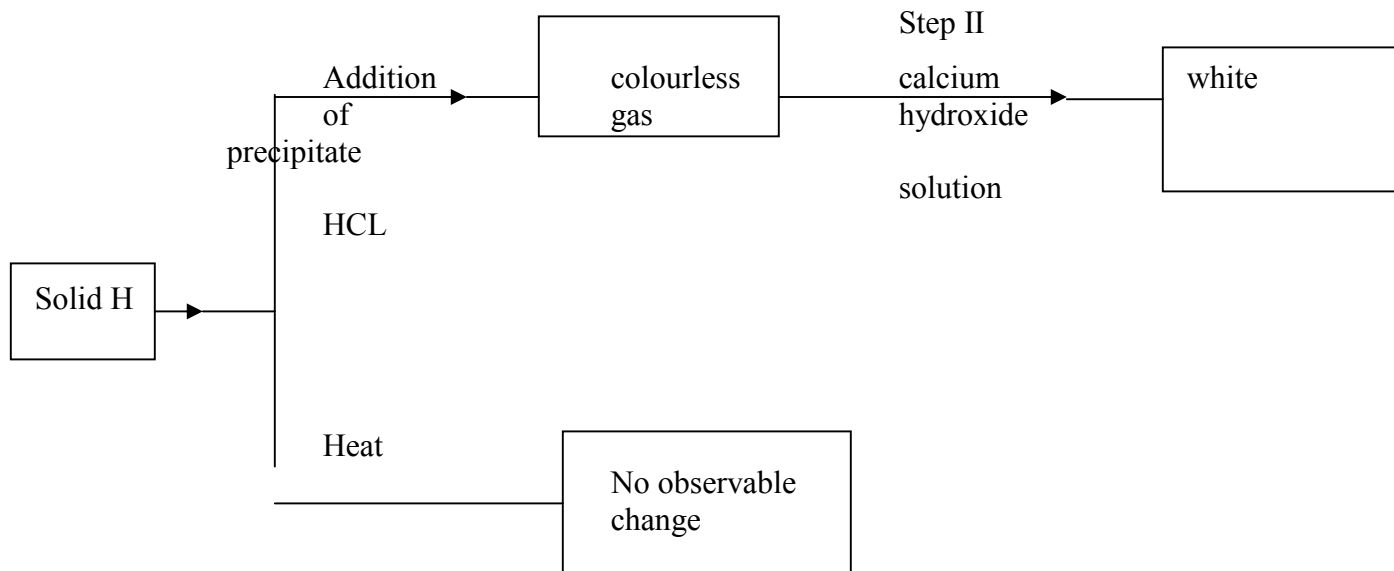 Step II
Addition
of
precipitate
HCL
colourless
gas
calcium
hydroxide
solution
white
Solid H
Heat
No observable
change